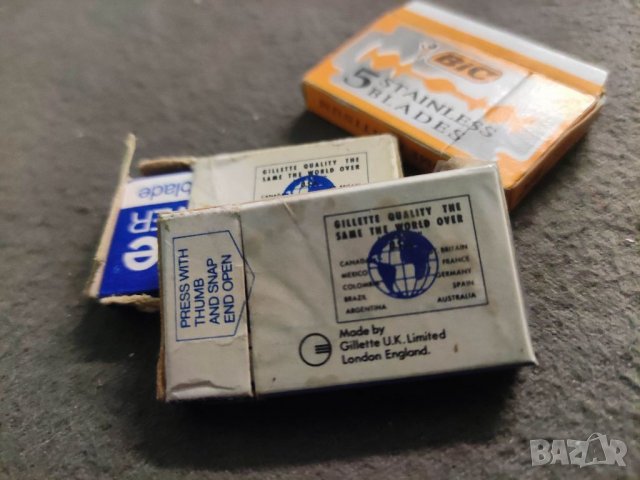 BIC
5 STAINLESS
BLADES
GILLETTE QUALITY THE
SAME THE WORLD OVER
CANADA
blade
GILLETTE QUALITY THE
SAME THE WORLD OVER
CANADA BRITAIN
MEXICO FRANCE
COLOMBIA GERMANY
BRAZIL SPAIN
ARGENTINA AUSTRALIA
PRESS WITH
THUMB
AND SNAP
END OPEN
Made by
Gillette U.K. Limited
London England.
BAZAR